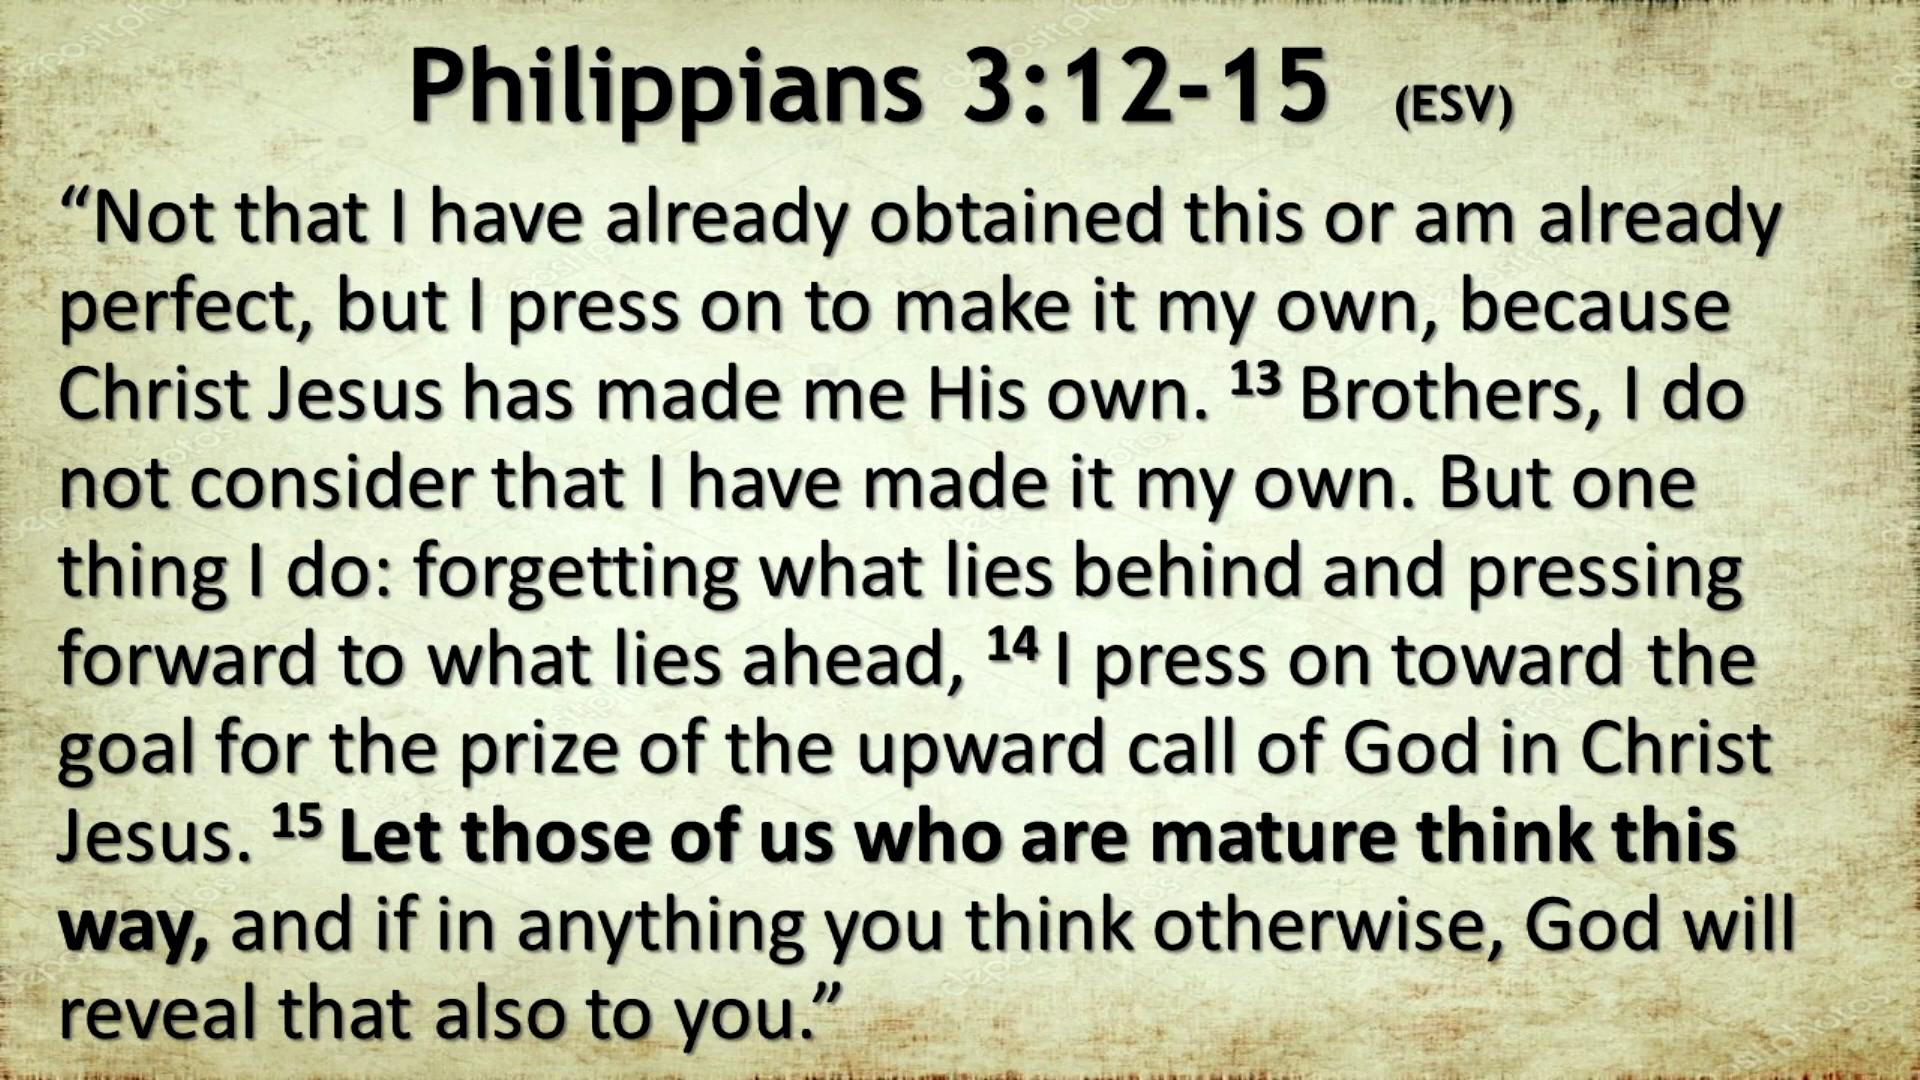 Philippians 3:12-15 (ESV)
“Not that I have already obtained this or am already
perfect, but I press on to make it my own, because
Christ Jesus has made me His own. 13 Brothers, I do
not consider that I have made it my own. But one
thing I do: forgetting what lies behind and pressing
forward to what lies ahead, 14 I press on toward the
goal for the prize of the upward call of God in Christ
Jesus. 15 Let those of us who are mature think this
way, and if in anything you think otherwise, God will
reveal that also to you.”